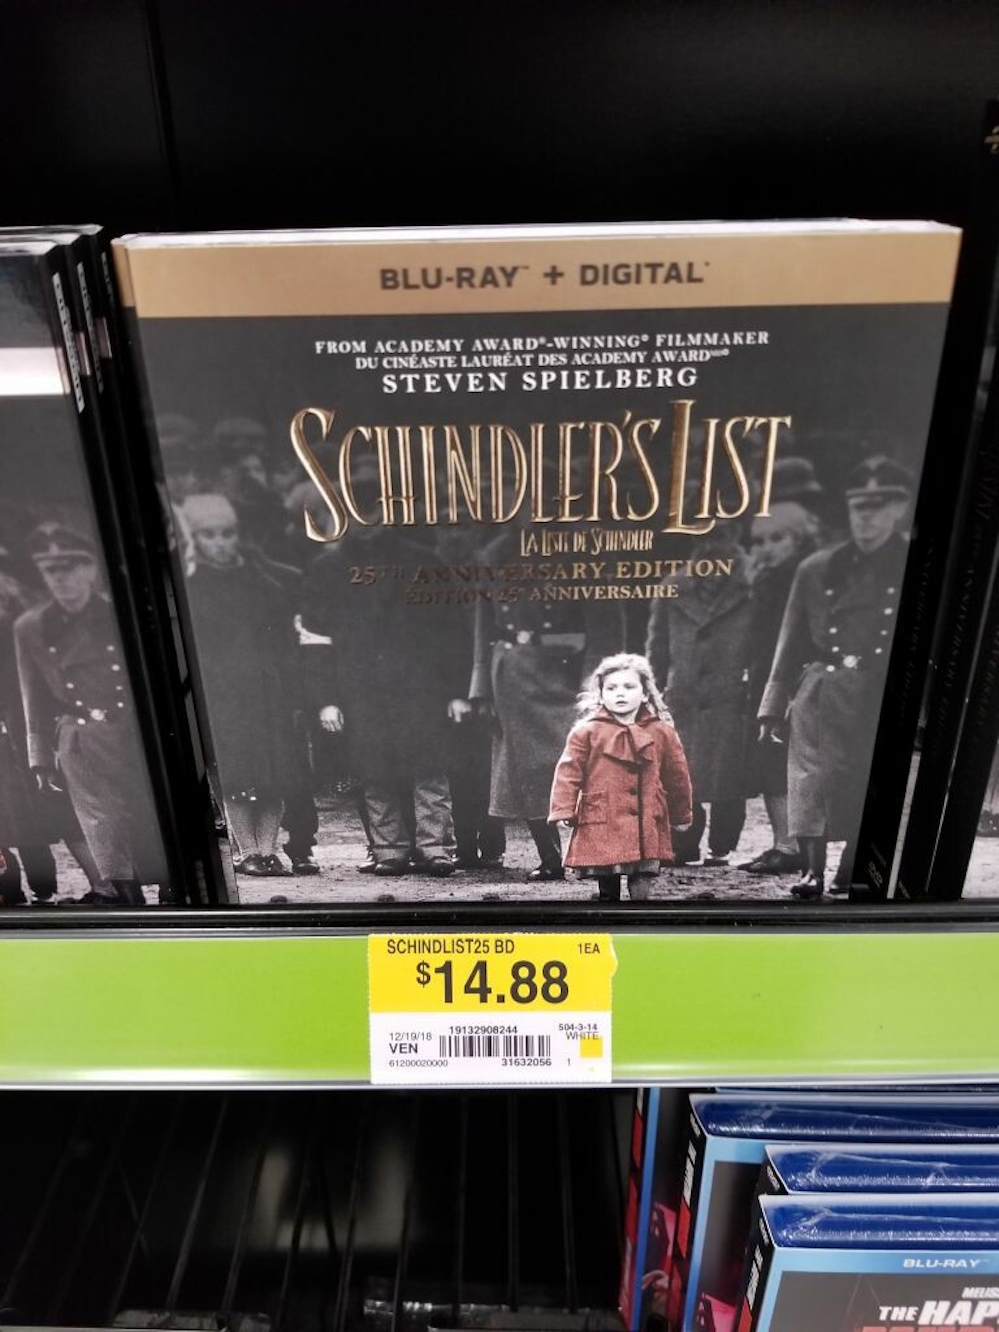 BLU-RAY™ + DIGITAL
FROM ACADEMY AWARD®-WINNING® FILMMAKER
DU CINÉASTE LAURÉAT DES ACADEMY AWARD
STEVEN SPIELBERG
SCHINDLER'S LIST
LA LISTE DE SCHINDLER
25TH ANNIVERSARY EDITION
ÉDITION 25E ANNIVERSAIRE
SCHINDLIST25 BD 1EA
$14.88
12/19/18 19132908244 504-3-14
VEN WHITE
61200020000 31632056 1
BLU-RAY™
THE HAP